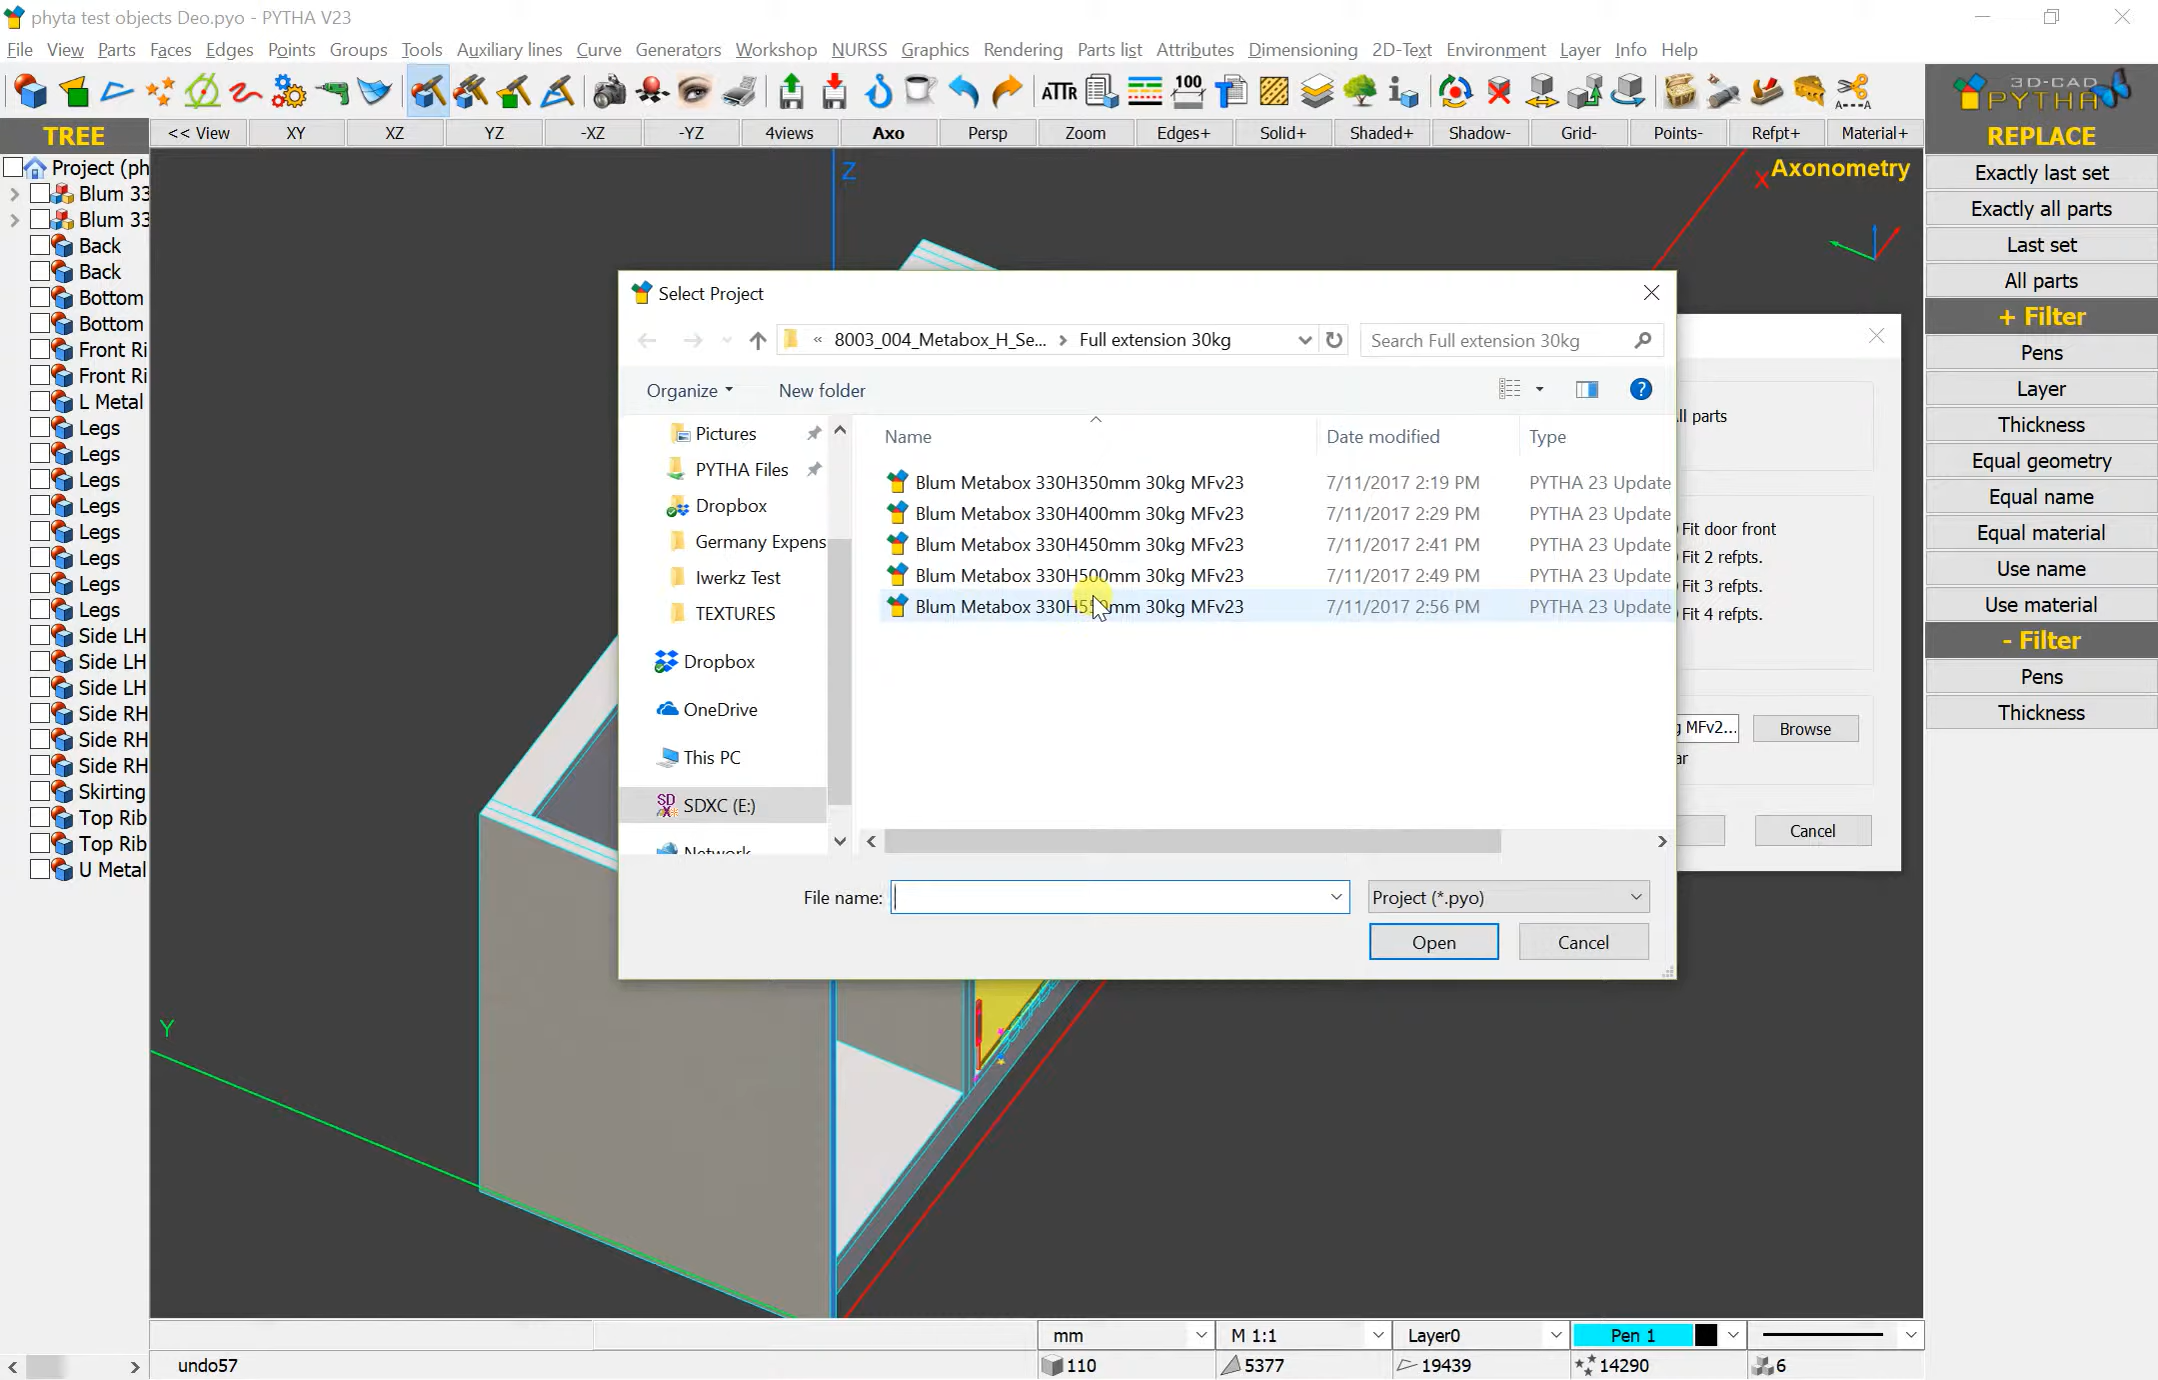 phyta test objects Deo.pyo - PYTHA V23
File View Parts Faces Edges Points Groups Tools Auxiliary lines Curve Generators Workshop NURSS Graphics Rendering Parts list Attributes Dimensioning 2D-Text Environment Layer Info Help
ATTR 100
3D-CAD
PYTHA
TREE
<< View XY XZ YZ -XZ -YZ 4views Axo Persp Zoom Edges+ Solid+ Shaded+ Shadow- Grid- Points- Refpt+ Material+
REPLACE
Project (ph
Blum 33
Blum 33
Back
Back
Bottom
Bottom
Front Ri
Front Ri
L Metal
Legs
Legs
Legs
Legs
Legs
Legs
Legs
Legs
Side LH
Side LH
Side LH
Side RH
Side RH
Side RH
Skirting
Top Rib
Top Rib
U Metal
Z
X
Axonometry
Y
Select Project
« 8003_004_Metabox_H_Se... > Full extension 30kg
Search Full extension 30kg
Organize
New folder
Pictures
PYTHA Files
Dropbox
Germany Expens
Iwerkz Test
TEXTURES
Dropbox
OneDrive
This PC
SDXC (E:)
Network
Name Date modified Type
Blum Metabox 330H350mm 30kg MFv23 7/11/2017 2:19 PM PYTHA 23 Update
Blum Metabox 330H400mm 30kg MFv23 7/11/2017 2:29 PM PYTHA 23 Update
Blum Metabox 330H450mm 30kg MFv23 7/11/2017 2:41 PM PYTHA 23 Update
Blum Metabox 330H500mm 30kg MFv23 7/11/2017 2:49 PM PYTHA 23 Update
Blum Metabox 330H550mm 30kg MFv23 7/11/2017 2:56 PM PYTHA 23 Update
File name:
Project (*.pyo)
Open
Cancel
ll parts
Fit door front
Fit 2 refpts.
Fit 3 refpts.
Fit 4 refpts.
g MFv2...
Browse
ar
Cancel
Exactly last set
Exactly all parts
Last set
All parts
+ Filter
Pens
Layer
Thickness
Equal geometry
Equal name
Equal material
Use name
Use material
- Filter
Pens
Thickness
mm M 1:1 Layer0 Pen 1
undo57 110 5377 19439 14290 6